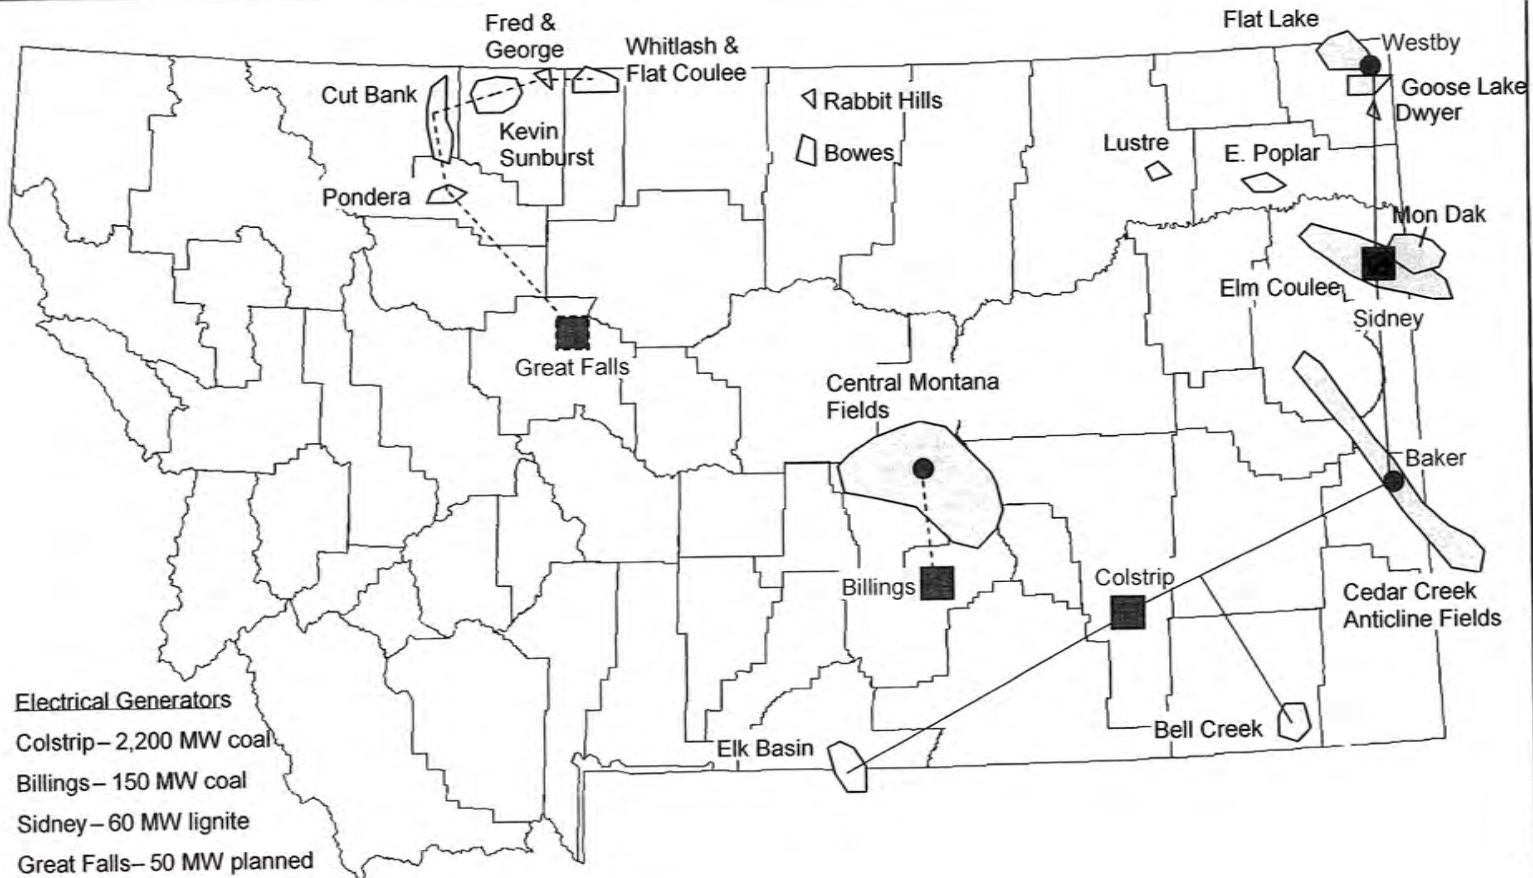 Fred &
George
Whitlash &
Flat Coulee
Flat Lake
Westby
Cut Bank
Kevin
Sunburst
Rabbit Hills
Goose Lake
Dwyer
Bowes
Lustre
E. Poplar
Pondera
Mon Dak
Elm Coulee
Sidney
Great Falls
Central Montana
Fields
Baker
Billings
Colstrip
Cedar Creek
Anticline Fields
Elk Basin
Bell Creek
Electrical Generators
Colstrip– 2,200 MW coal
Billings– 150 MW coal
Sidney– 60 MW lignite
Great Falls– 50 MW planned